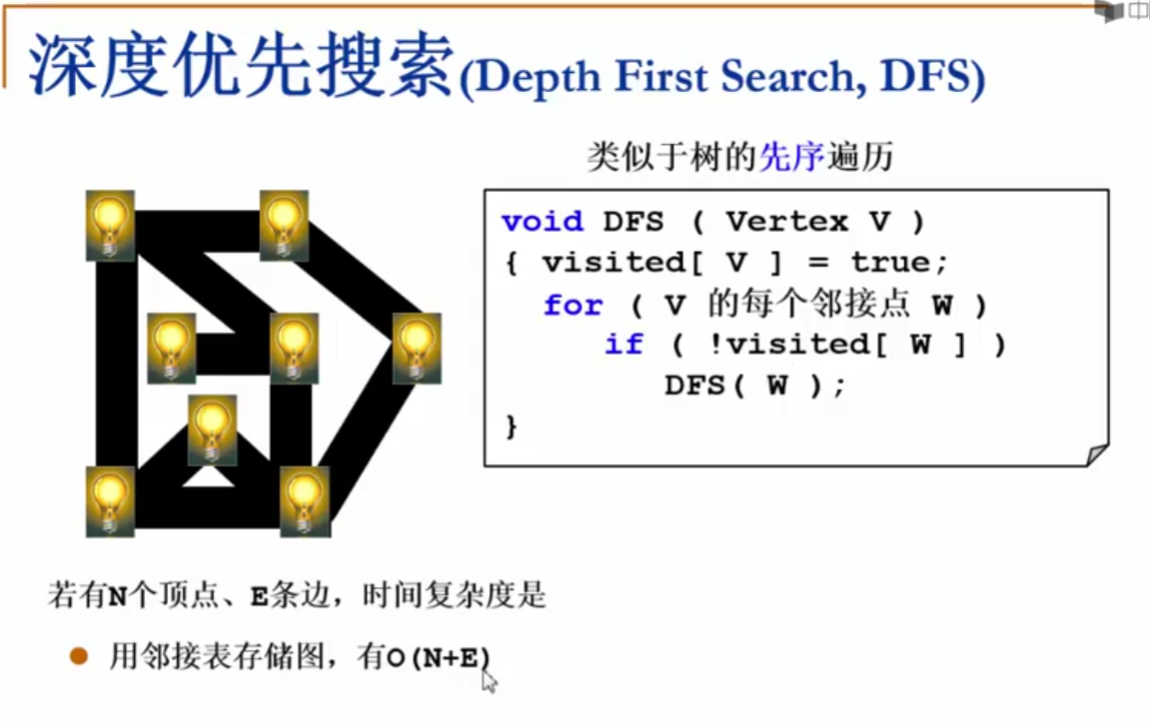 中
深度优先搜索(Depth First Search, DFS)
类似于树的先序遍历
void DFS ( Vertex V )
{ visited[ V ] = true;
for ( V 的每个邻接点 W )
if ( !visited[ W ] )
DFS( W );
}
若有N个顶点、E条边，时间复杂度是
● 用邻接表存储图，有O(N+E)